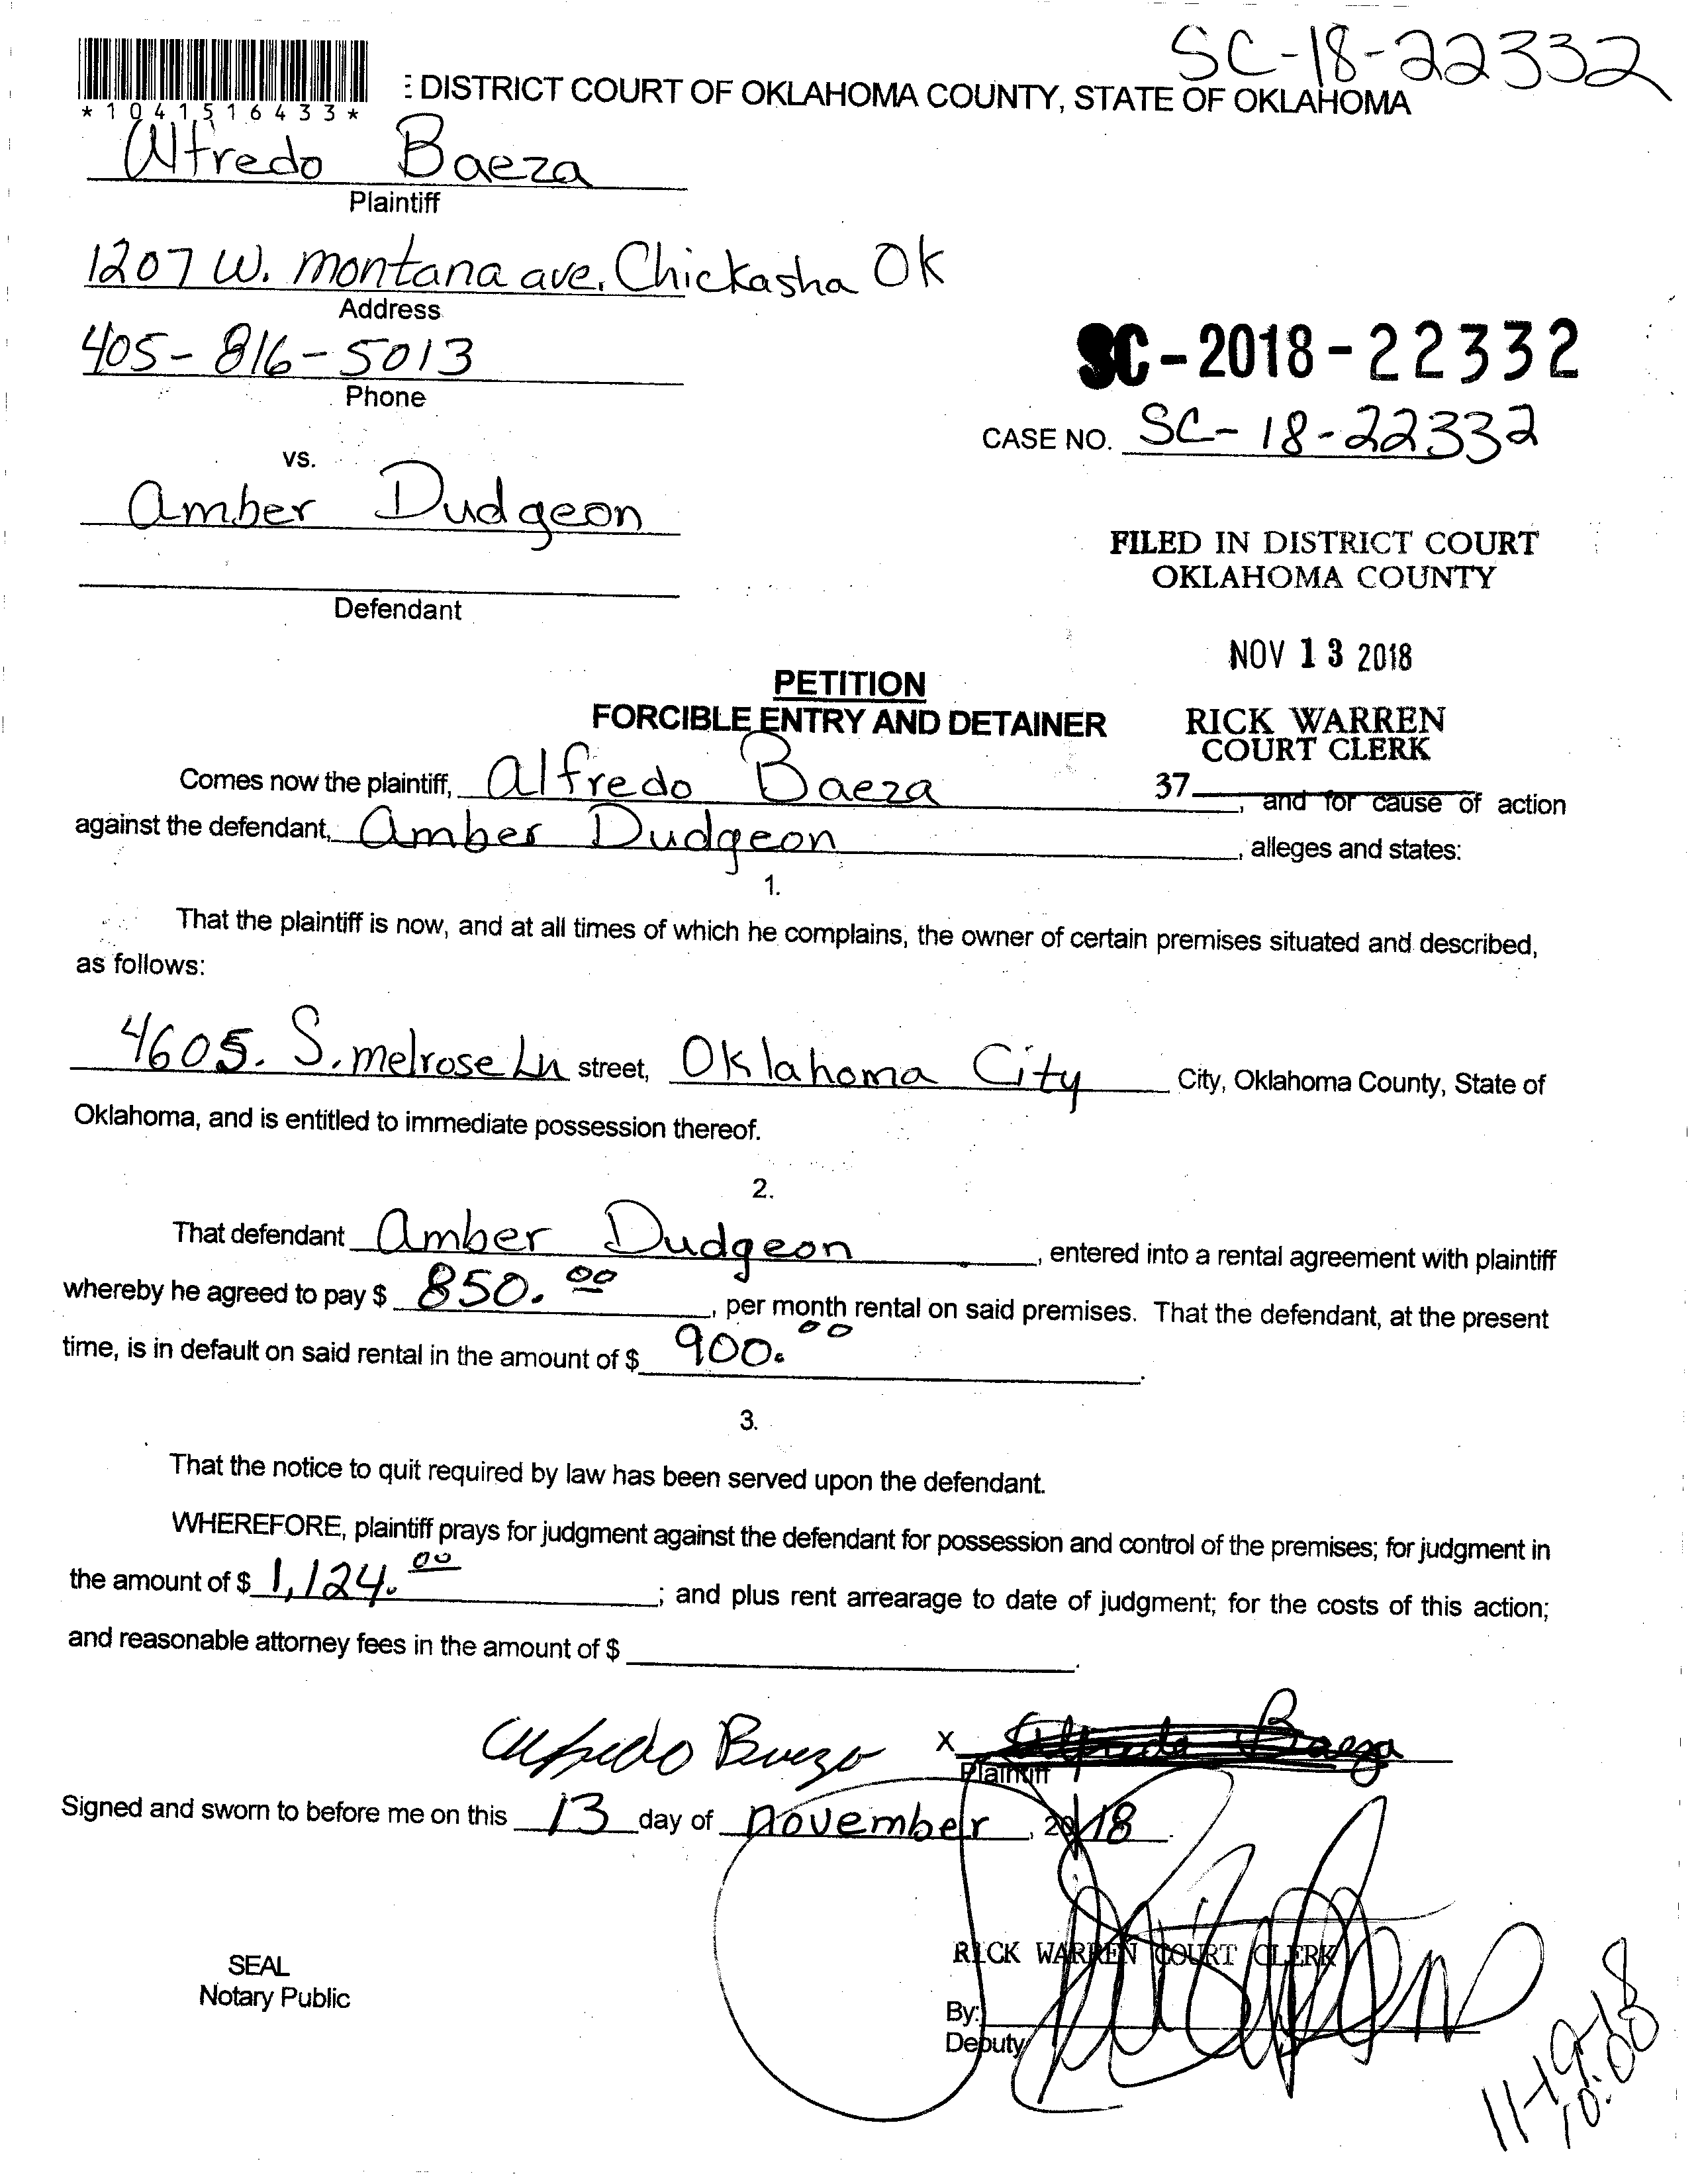 SC-18-22332
*1041516433*
: DISTRICT COURT OF OKLAHOMA COUNTY, STATE OF OKLAHOMA
Alfredo Baeza
Plaintiff
1207 W. montana ave. Chickasha OK
Address
405-816-5013
Phone
SC-2018-22332
CASE NO. SC-18-22332
vs.
Amber Dudgeon
Defendant
FILED IN DISTRICT COURT
OKLAHOMA COUNTY
NOV 13 2018
RICK WARREN
COURT CLERK
37
PETITION
FORCIBLE ENTRY AND DETAINER
Comes now the plaintiff, Alfredo Baeza, and for cause of action
against the defendant, Amber Dudgeon, alleges and states:
1.
That the plaintiff is now, and at all times of which he complains, the owner of certain premises situated and described,
as follows:
4605. S. melrose Ln street, Oklahoma City City, Oklahoma County, State of
Oklahoma, and is entitled to immediate possession thereof.
2.
That defendant Amber Dudgeon, entered into a rental agreement with plaintiff
whereby he agreed to pay $ 850.00, per month rental on said premises. That the defendant, at the present
time, is in default on said rental in the amount of $ 900.00.
3.
That the notice to quit required by law has been served upon the defendant.
WHEREFORE, plaintiff prays for judgment against the defendant for possession and control of the premises; for judgment in
the amount of $ 1,124.00; and plus rent arrearage to date of judgment; for the costs of this action;
and reasonable attorney fees in the amount of $ .
Alfredo Baeza X Alfredo Baeza
Plaintiff
Signed and sworn to before me on this 13 day of november, 2018.
SEAL
Notary Public
RICK WARREN COURT CLERK
By:
Deputy
11-19-18
10:00